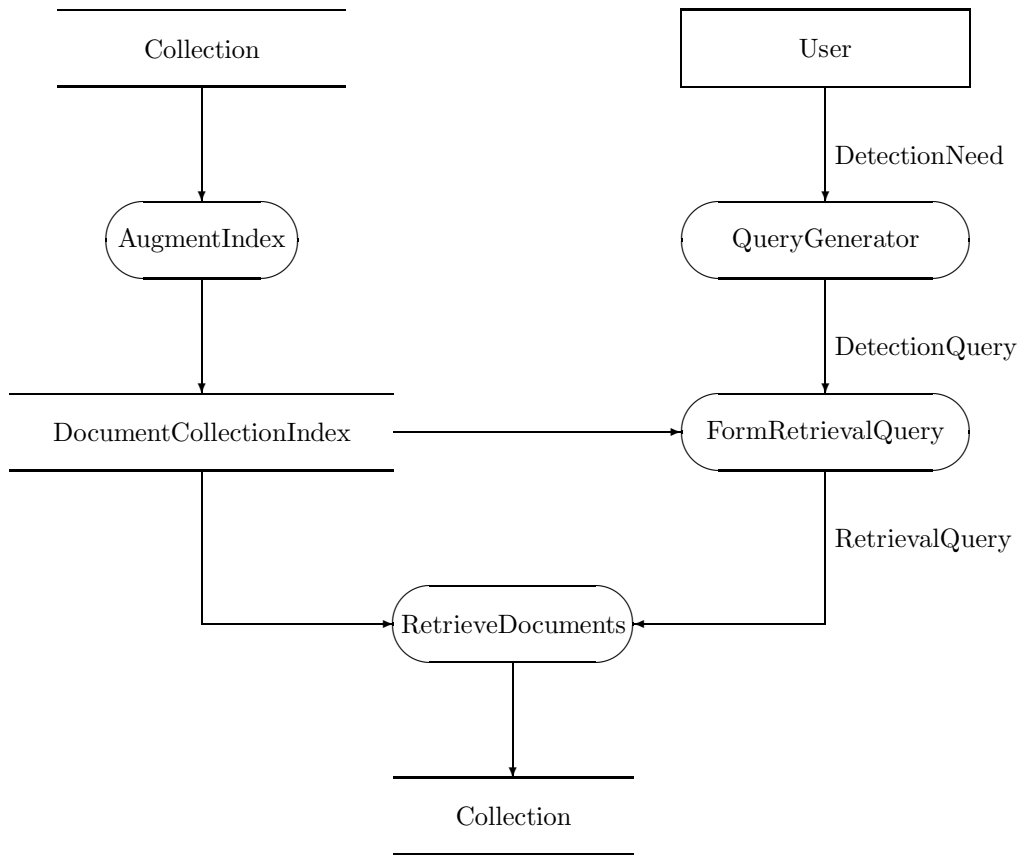 Collection
User
DetectionNeed
AugmentIndex
QueryGenerator
DetectionQuery
DocumentCollectionIndex
FormRetrievalQuery
RetrievalQuery
RetrieveDocuments
Collection